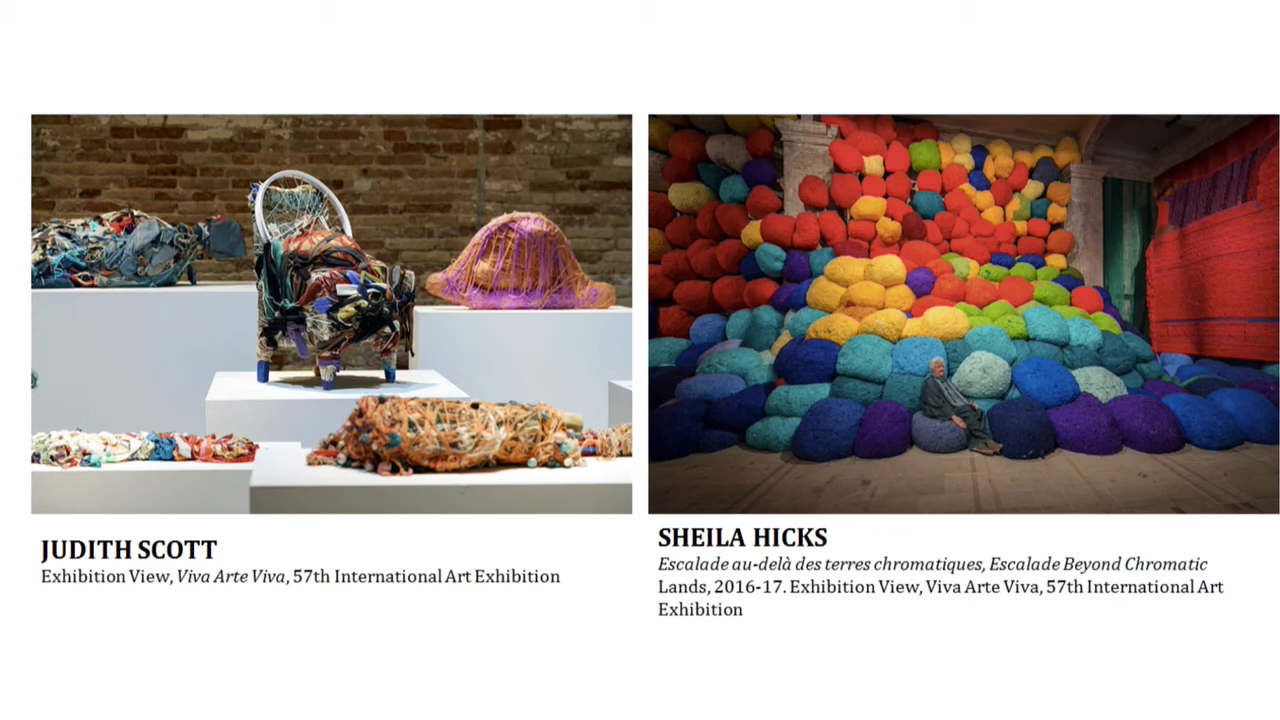 JUDITH SCOTT
Exhibition View, Viva Arte Viva, 57th International Art Exhibition
SHEILA HICKS
Escalade au-delà des terres chromatiques, Escalade Beyond Chromatic
Lands, 2016-17. Exhibition View, Viva Arte Viva, 57th International Art
Exhibition